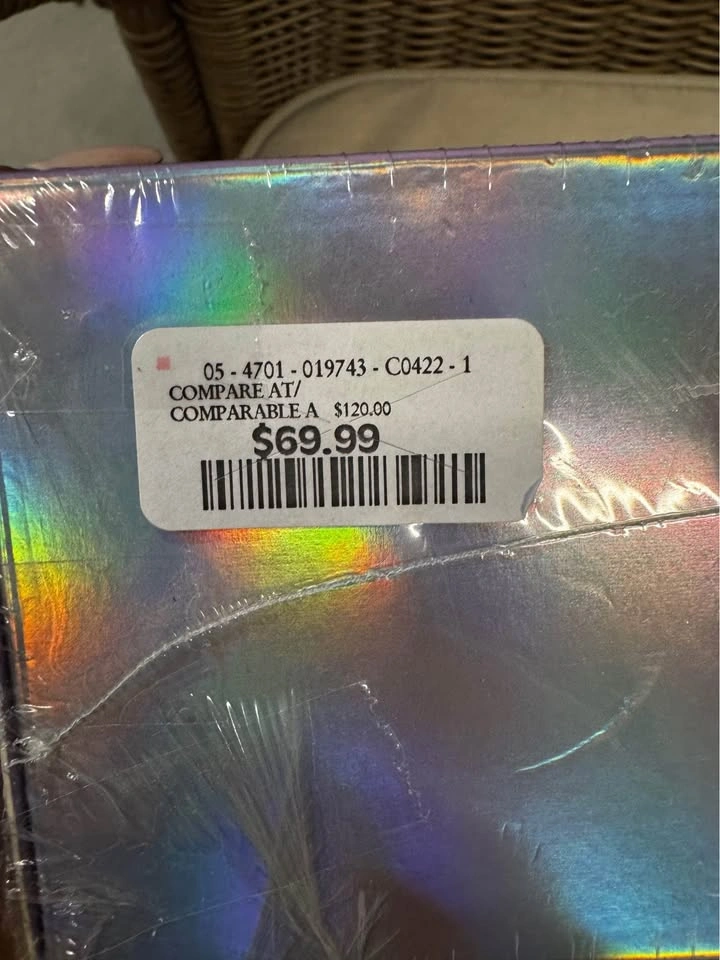 05 - 4701 - 019743 - C0422 - 1
COMPARE AT/
COMPARABLE A $120.00
$69.99